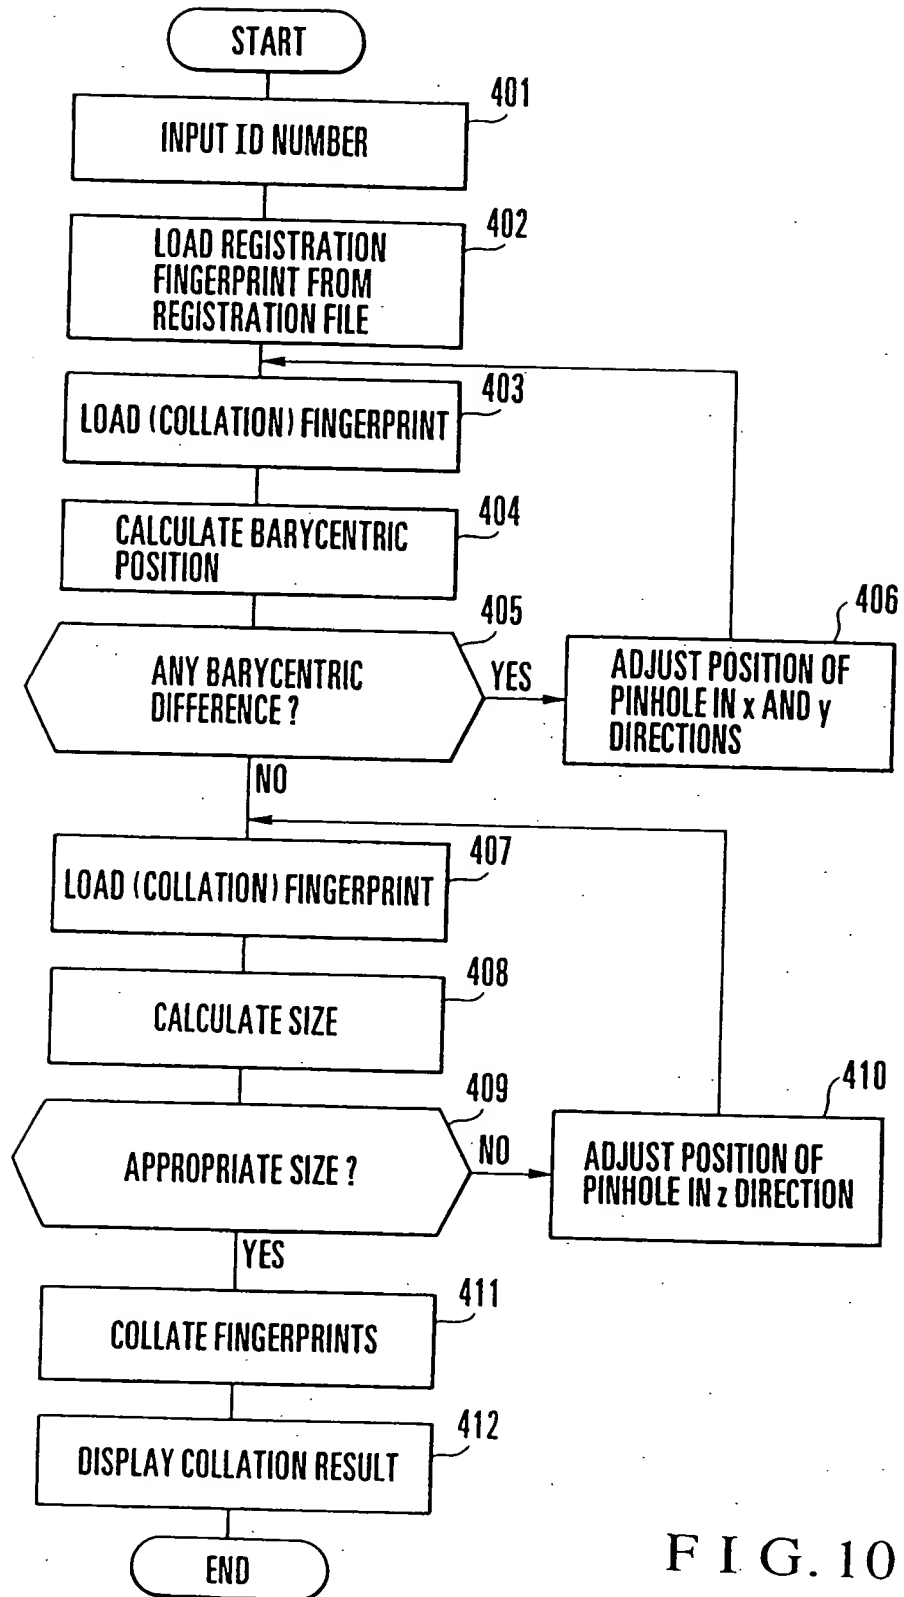 START
401
INPUT ID NUMBER
402
LOAD REGISTRATION
FINGERPRINT FROM
REGISTRATION FILE
403
LOAD (COLLATION) FINGERPRINT
404
CALCULATE BARYCENTRIC
POSITION
405
ANY BARYCENTRIC
DIFFERENCE ?
YES
406
ADJUST POSITION OF
PINHOLE IN x AND y
DIRECTIONS
NO
407
LOAD (COLLATION) FINGERPRINT
408
CALCULATE SIZE
409
APPROPRIATE SIZE ?
NO
410
ADJUST POSITION OF
PINHOLE IN z DIRECTION
YES
411
COLLATE FINGERPRINTS
412
DISPLAY COLLATION RESULT
END
FIG. 10